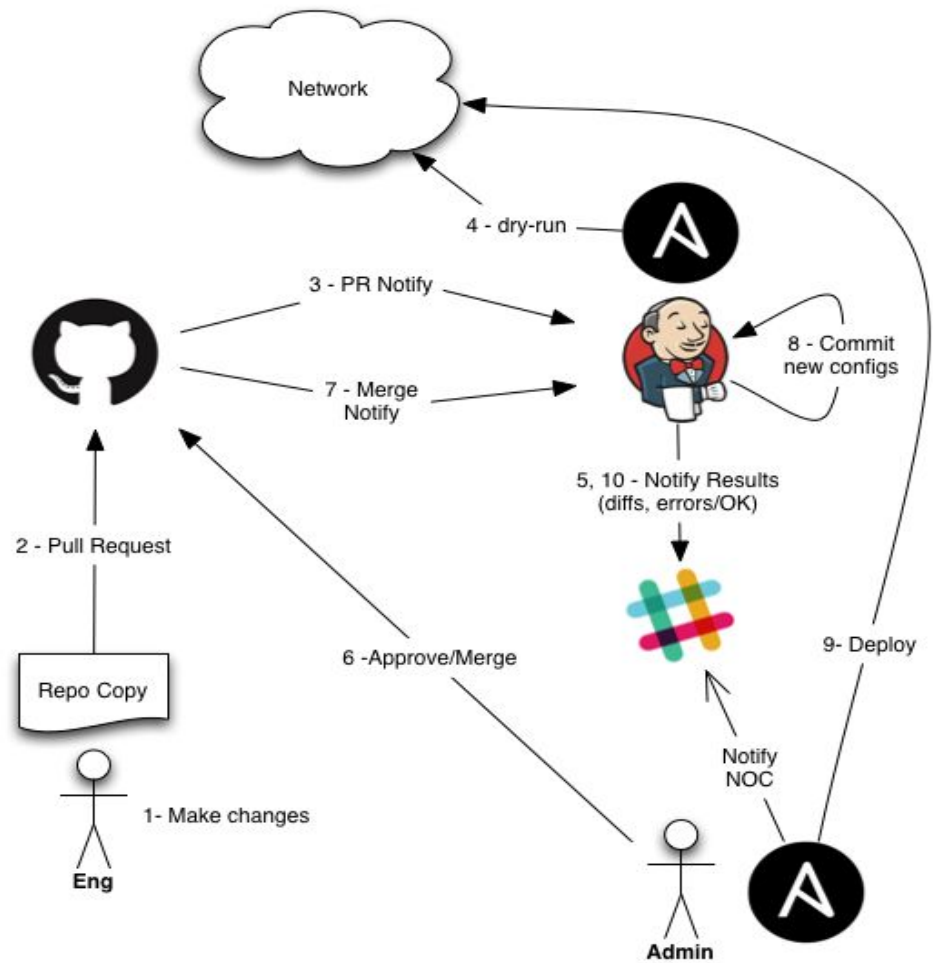 Network
4 - dry-run
3 - PR Notify
7 - Merge
Notify
8 - Commit
new configs
5, 10 - Notify Results
(diffs, errors/OK)
2 - Pull Request
6 -Approve/Merge
9- Deploy
Repo Copy
Notify
NOC
1- Make changes
Eng
Admin